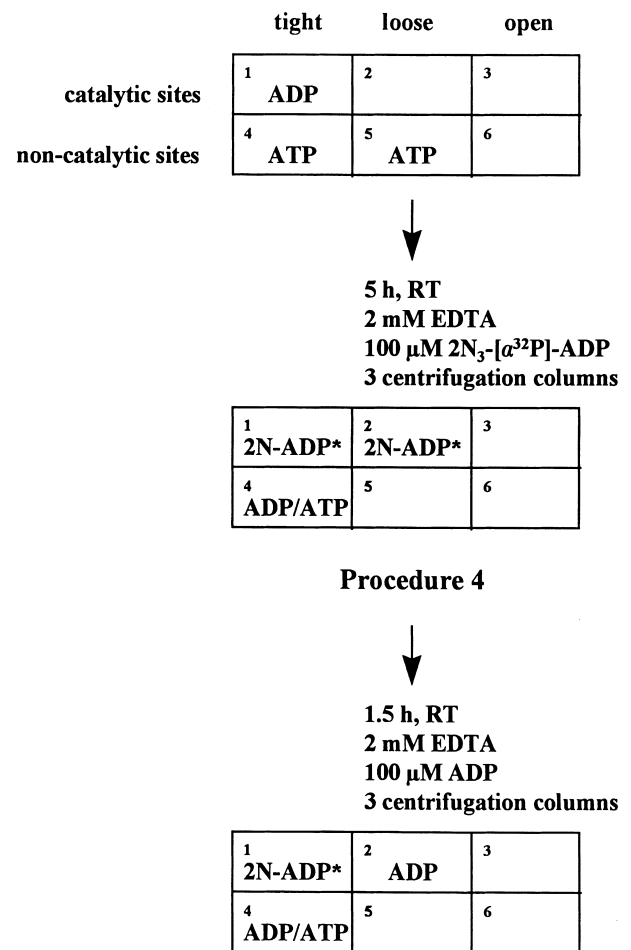 tight loose open
catalytic sites
1 2 3
ADP
non-catalytic sites
4 5 6
ATP ATP
5 h, RT
2 mM EDTA
100 μM 2N₃-[α³²P]-ADP
3 centrifugation columns
1 2 3
2N-ADP* 2N-ADP*
4 5 6
ADP/ATP
Procedure 4
1.5 h, RT
2 mM EDTA
100 μM ADP
3 centrifugation columns
1 2 3
2N-ADP* ADP
4 5 6
ADP/ATP